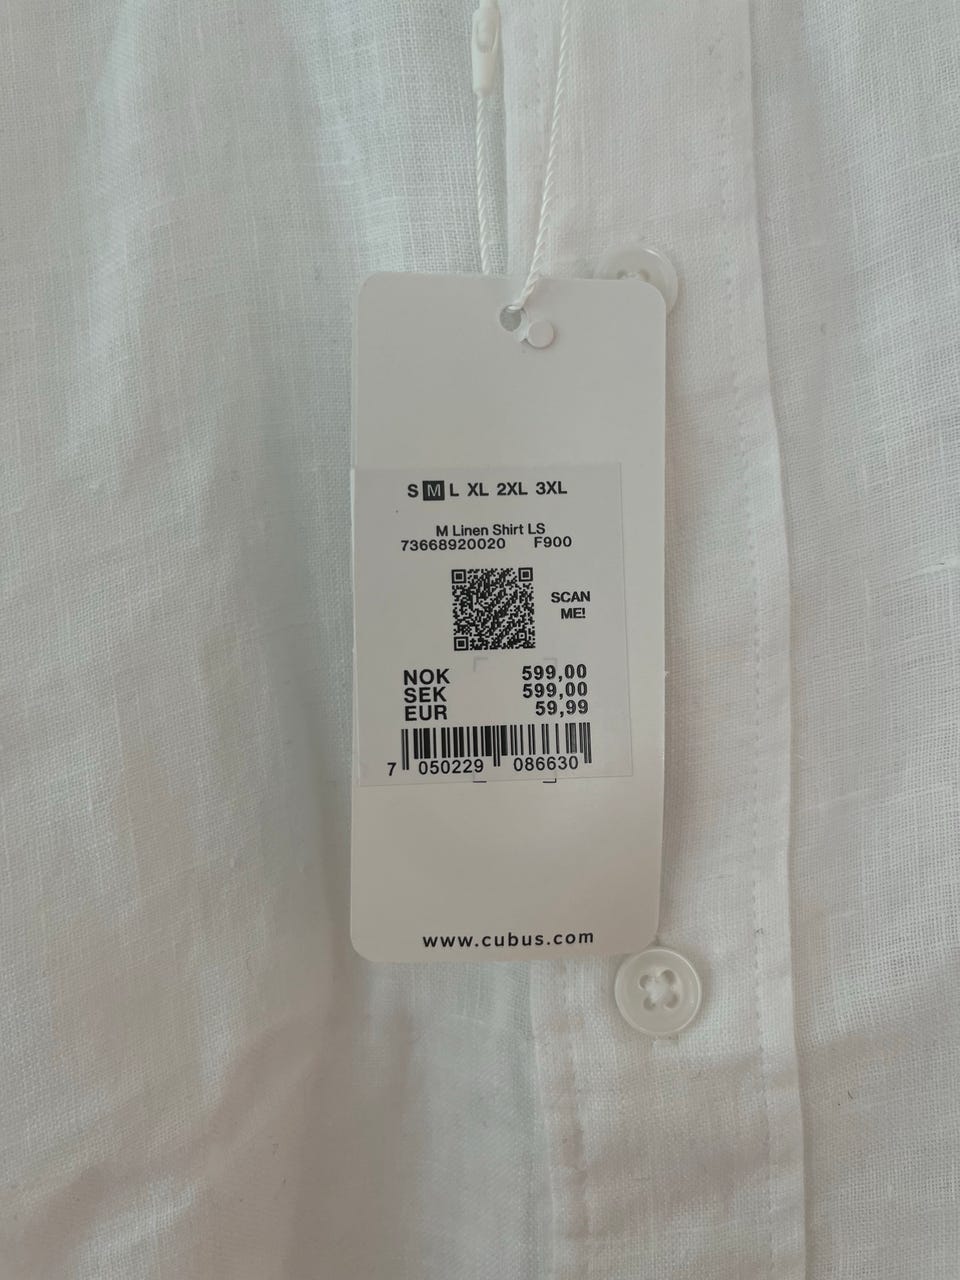 S M L XL 2XL 3XL
M Linen Shirt LS
73668920020 F900
SCAN
ME!
NOK 599,00
SEK 599,00
EUR 59,99
7 050229 086630
www.cubus.com